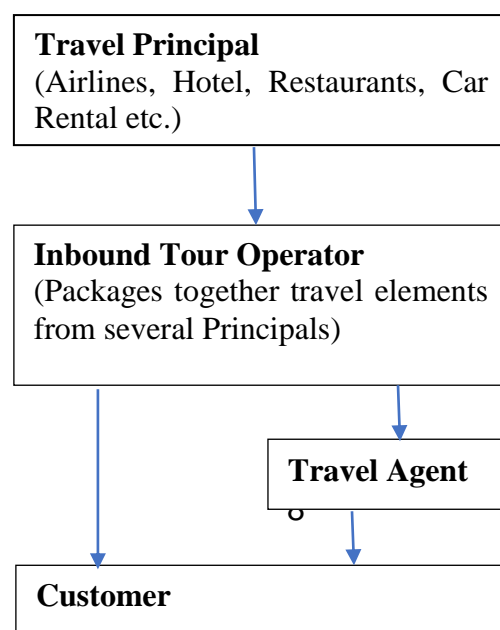 Travel Principal
(Airlines, Hotel, Restaurants, Car
Rental etc.)
Inbound Tour Operator
(Packages together travel elements
from several Principals)
Travel Agent
Customer